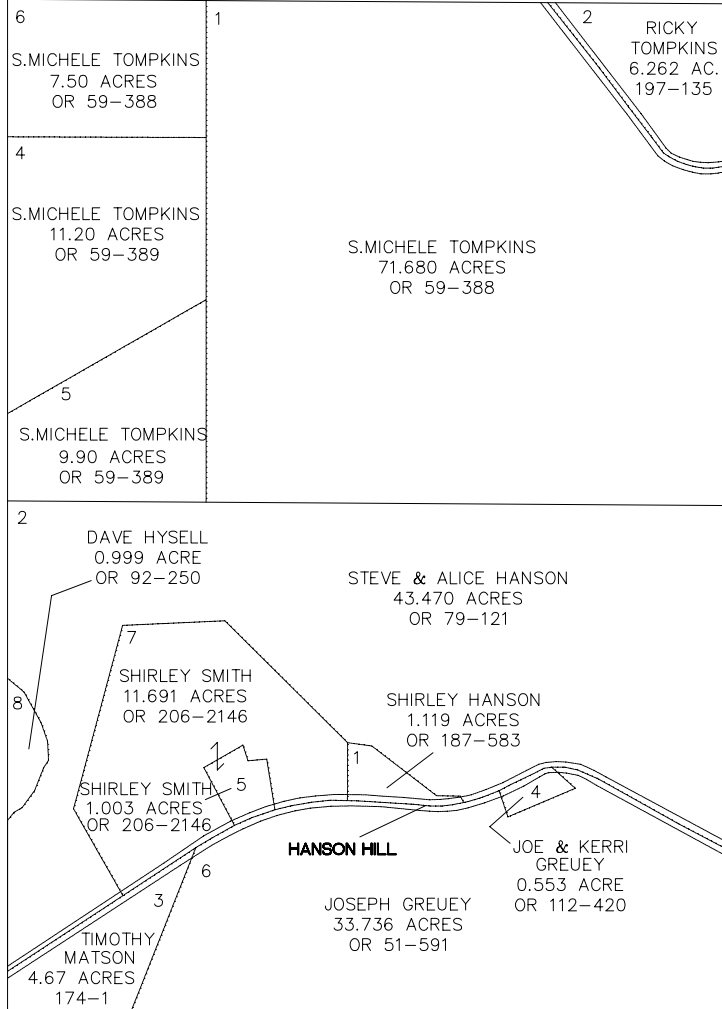 6
S.MICHELE TOMPKINS
7.50 ACRES
OR 59-388
1
2
RICKY
TOMPKINS
6.262 AC.
197-135
4
S.MICHELE TOMPKINS
11.20 ACRES
OR 59-389
S.MICHELE TOMPKINS
71.680 ACRES
OR 59-388
5
S.MICHELE TOMPKINS
9.90 ACRES
OR 59-389
2
DAVE HYSELL
0.999 ACRE
OR 92-250
STEVE & ALICE HANSON
43.470 ACRES
OR 79-121
7
SHIRLEY SMITH
11.691 ACRES
OR 206-2146
8
SHIRLEY HANSON
1.119 ACRES
OR 187-583
1
5
SHIRLEY SMITH
1.003 ACRES
OR 206-2146
4
HANSON HILL
JOE & KERRI
GREUEY
0.553 ACRE
OR 112-420
6
3
JOSEPH GREUEY
33.736 ACRES
OR 51-591
TIMOTHY
MATSON
4.67 ACRES
174-1